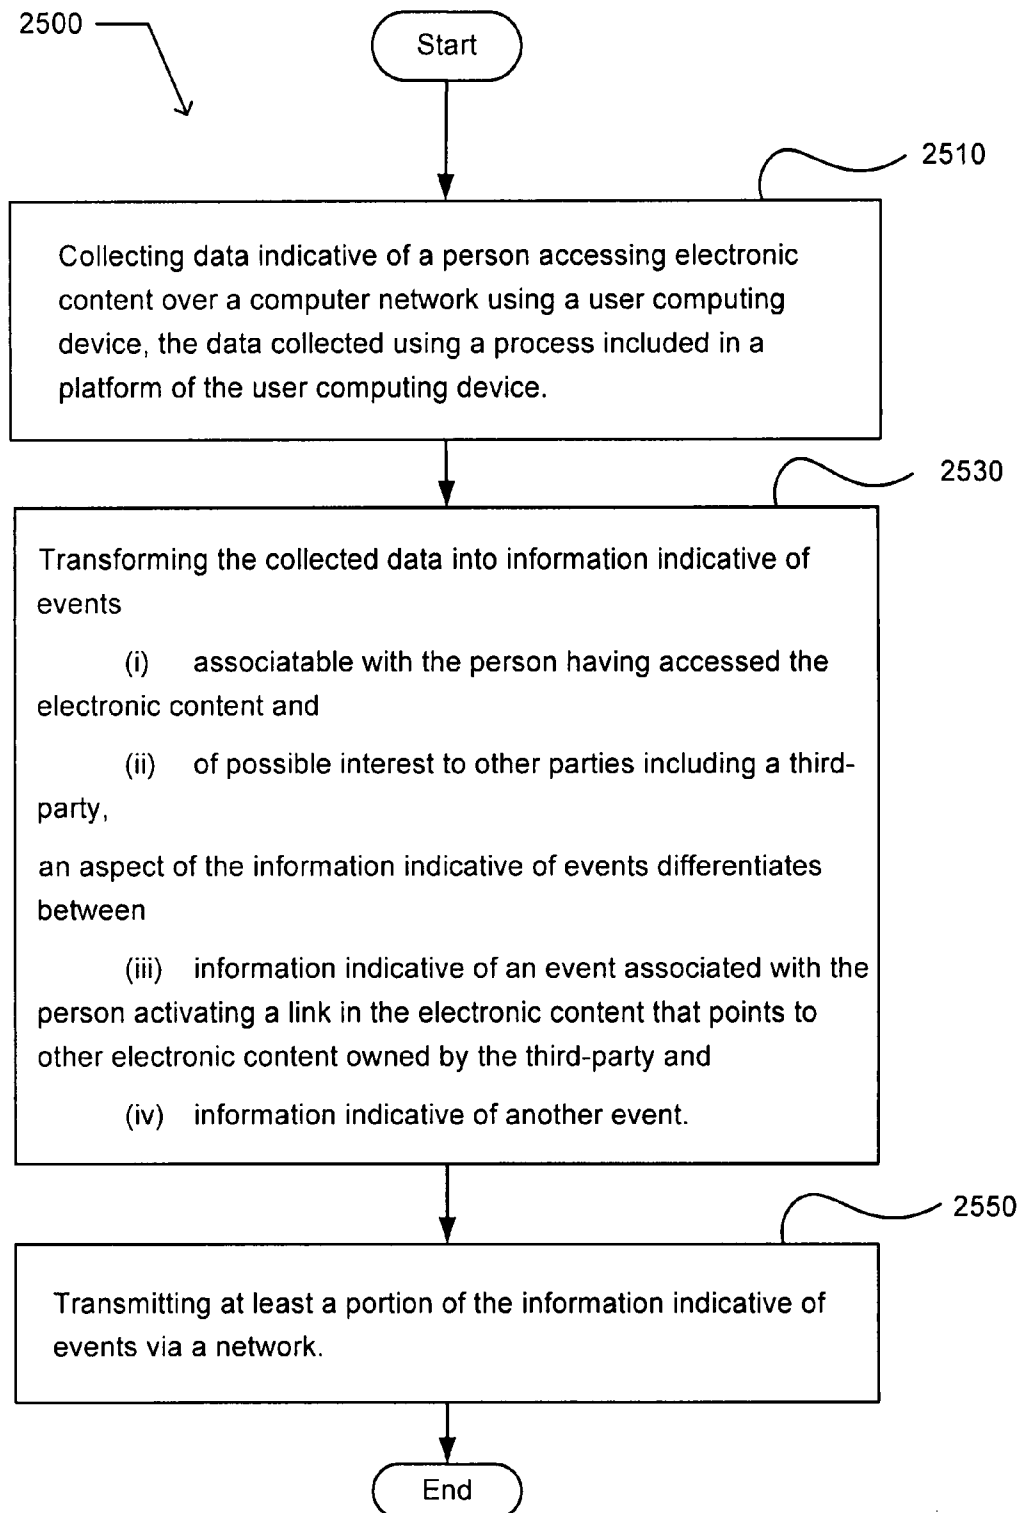 2500
Start
2510
Collecting data indicative of a person accessing electronic
content over a computer network using a user computing
device, the data collected using a process included in a
platform of the user computing device.
2530
Transforming the collected data into information indicative of
events
(i) associatable with the person having accessed the
electronic content and
(ii) of possible interest to other parties including a third-
party,
an aspect of the information indicative of events differentiates
between
(iii) information indicative of an event associated with the
person activating a link in the electronic content that points to
other electronic content owned by the third-party and
(iv) information indicative of another event.
2550
Transmitting at least a portion of the information indicative of
events via a network.
End